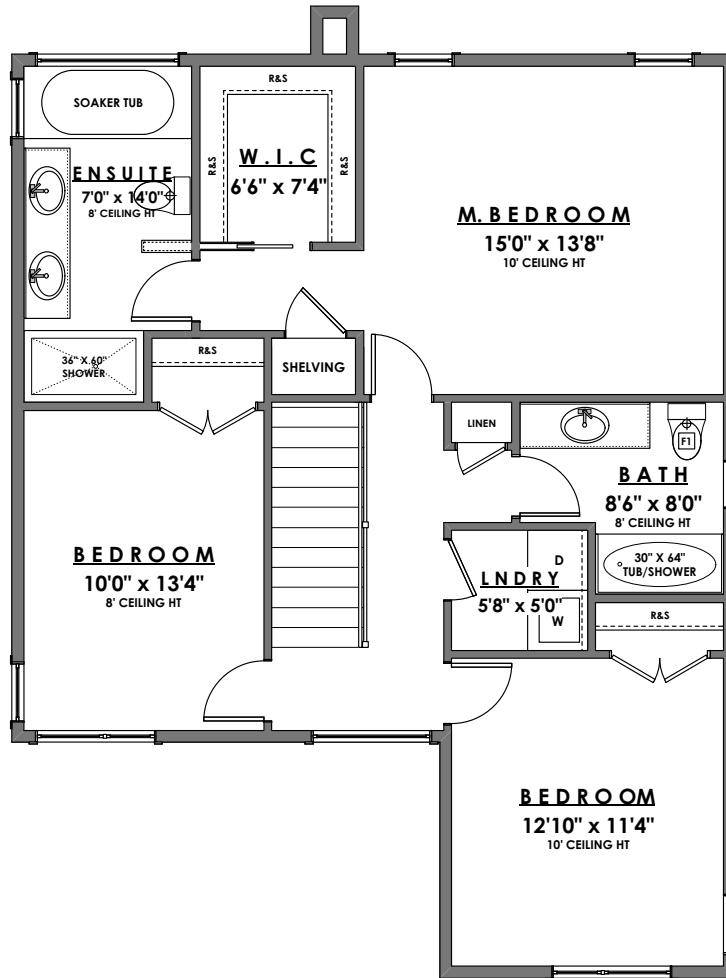 SOAKER TUB
R&S
R&S
R&S
W.I.C
6'6" x 7'4"
ENSUITE
7'0" x 14'0"
8' CEILING HT
M. BEDROOM
15'0" x 13'8"
10' CEILING HT
36" X 60"
SHOWER
R&S
SHELVING
LINEN
F1
BATH
8'6" x 8'0"
8' CEILING HT
BEDROOM
10'0" x 13'4"
8' CEILING HT
D
LNDRY
5'8" x 5'0"
W
30" X 64"
TUB/SHOWER
R&S
BEDROOM
12'10" x 11'4"
10' CEILING HT